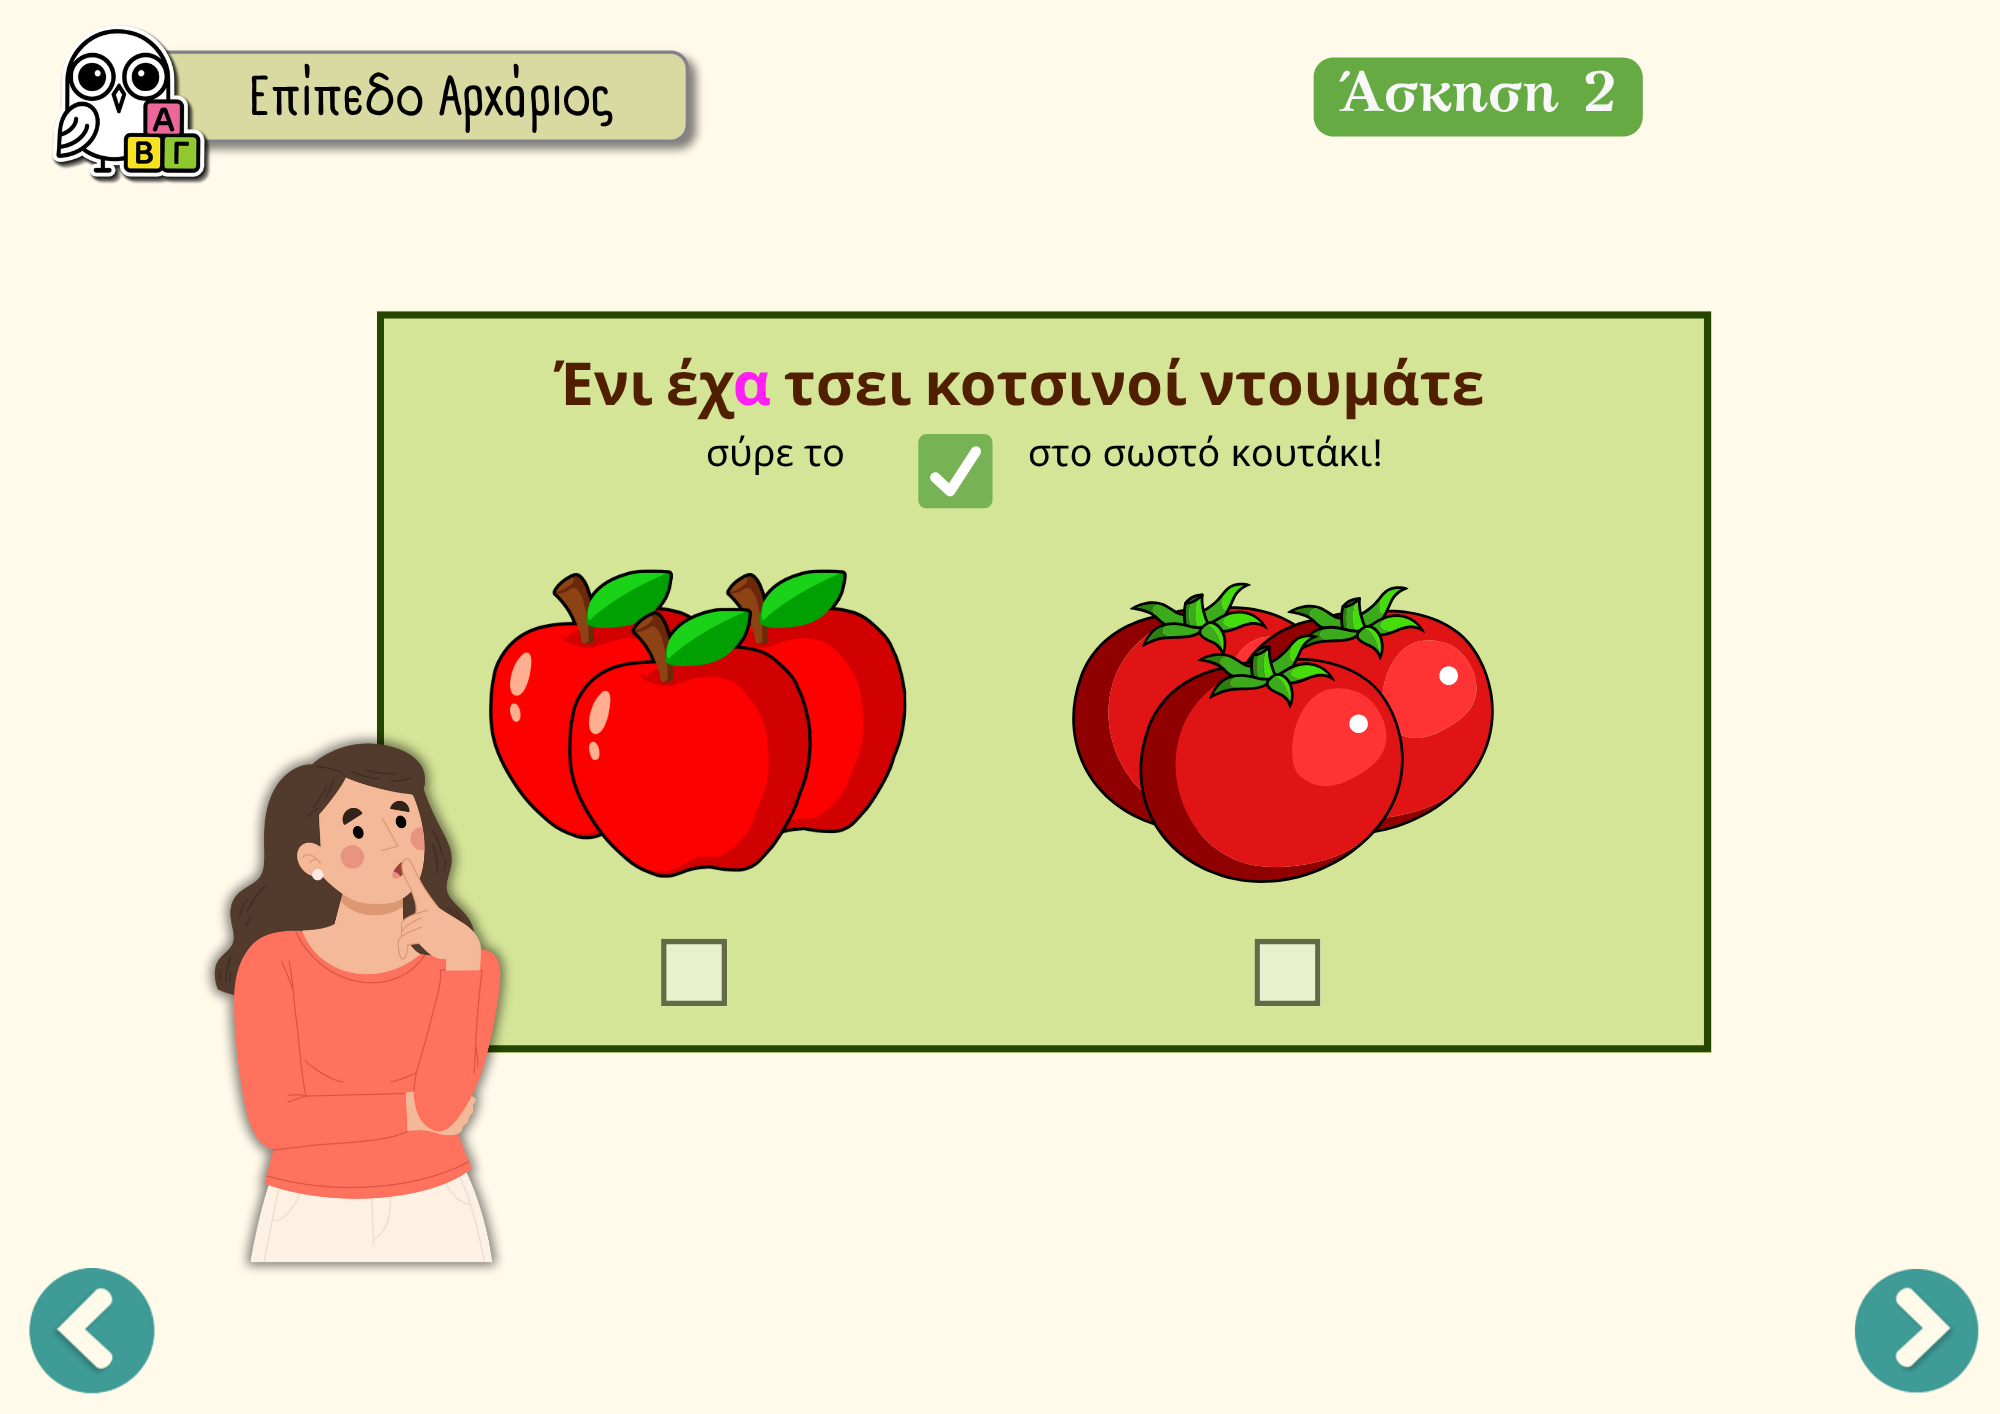 Επίπεδο Αρχάριος
Άσκηση 2
Α
Β Γ
Ένι έχα τσει κοτσινοί ντουμάτε
σύρε το στο σωστό κουτάκι!